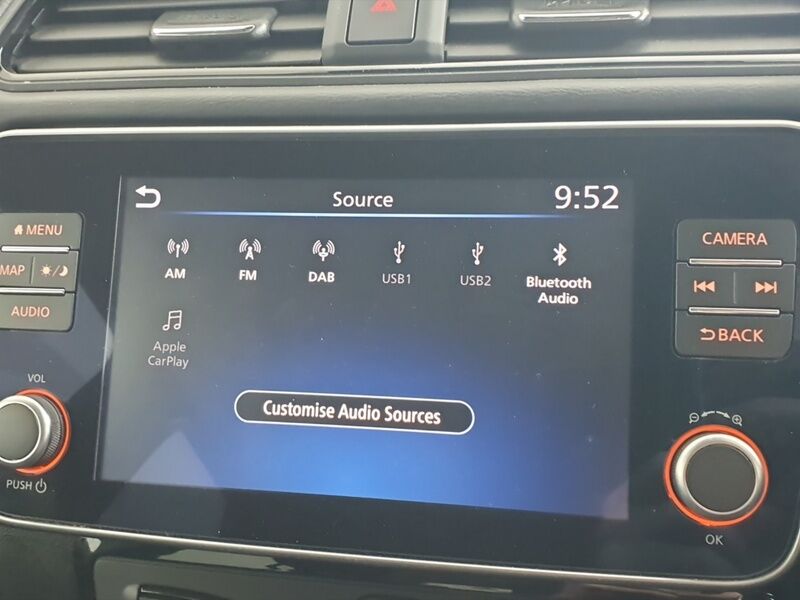 Source
9:52
AM
FM
DAB
USB1
USB2
Bluetooth
Audio
Apple
CarPlay
Customise Audio Sources
MENU
MAP
AUDIO
VOL
PUSH
CAMERA
BACK
OK